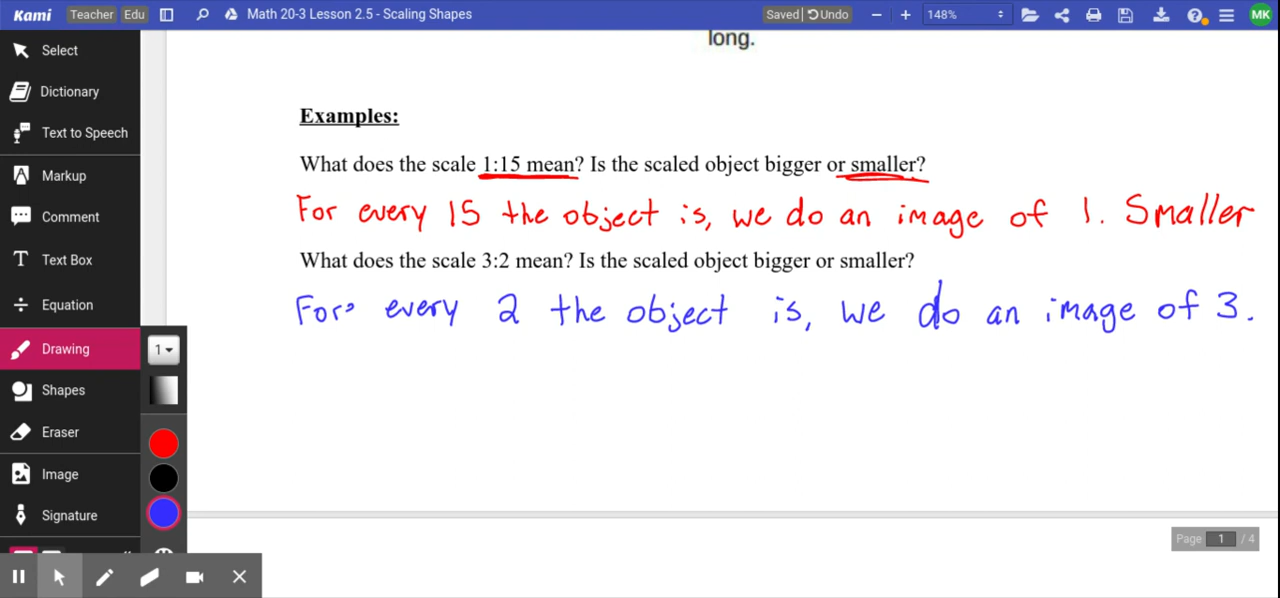 Kami Teacher Edu Math 20-3 Lesson 2.5 - Scaling Shapes Saved Undo 148% MK
Select
Dictionary
Text to Speech
Markup
Comment
Text Box
Equation
Drawing
Shapes
Eraser
Image
Signature
1
long.
Examples:
What does the scale 1:15 mean? Is the scaled object bigger or smaller?
For every 15 the object is, we do an image of 1. Smaller
What does the scale 3:2 mean? Is the scaled object bigger or smaller?
For every 2 the object is, we do an image of 3.
Page 1 / 4